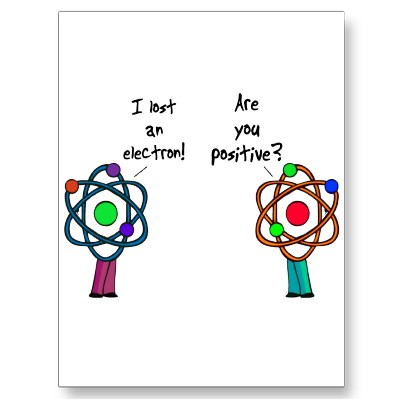 I lost
an
electron!
Are
you
positive?